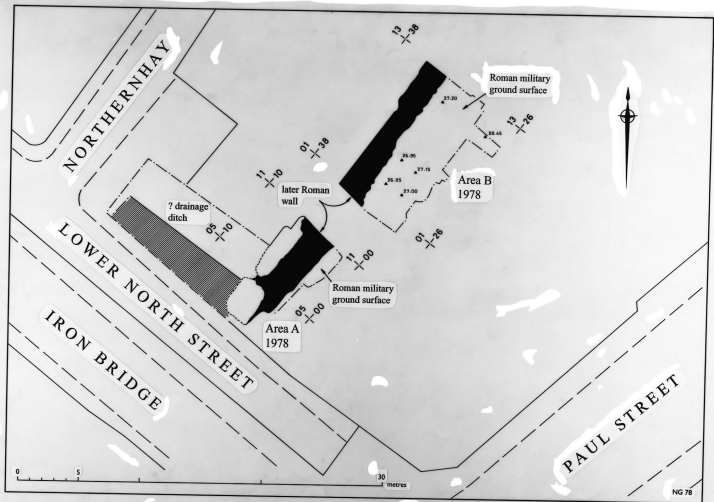 NORTHERNHAY
13 38
Roman military
ground surface
27·20
13 26
28·45
01 38
11 10
26·95
27·15
26·95
27·00
Area B
1978
later Roman
wall
? drainage
ditch
05 10
01 26
11 00
Roman military
ground surface
05 00
Area A
1978
LOWER NORTH STREET
IRON BRIDGE
PAUL STREET
0 5 30
metres
NG 78